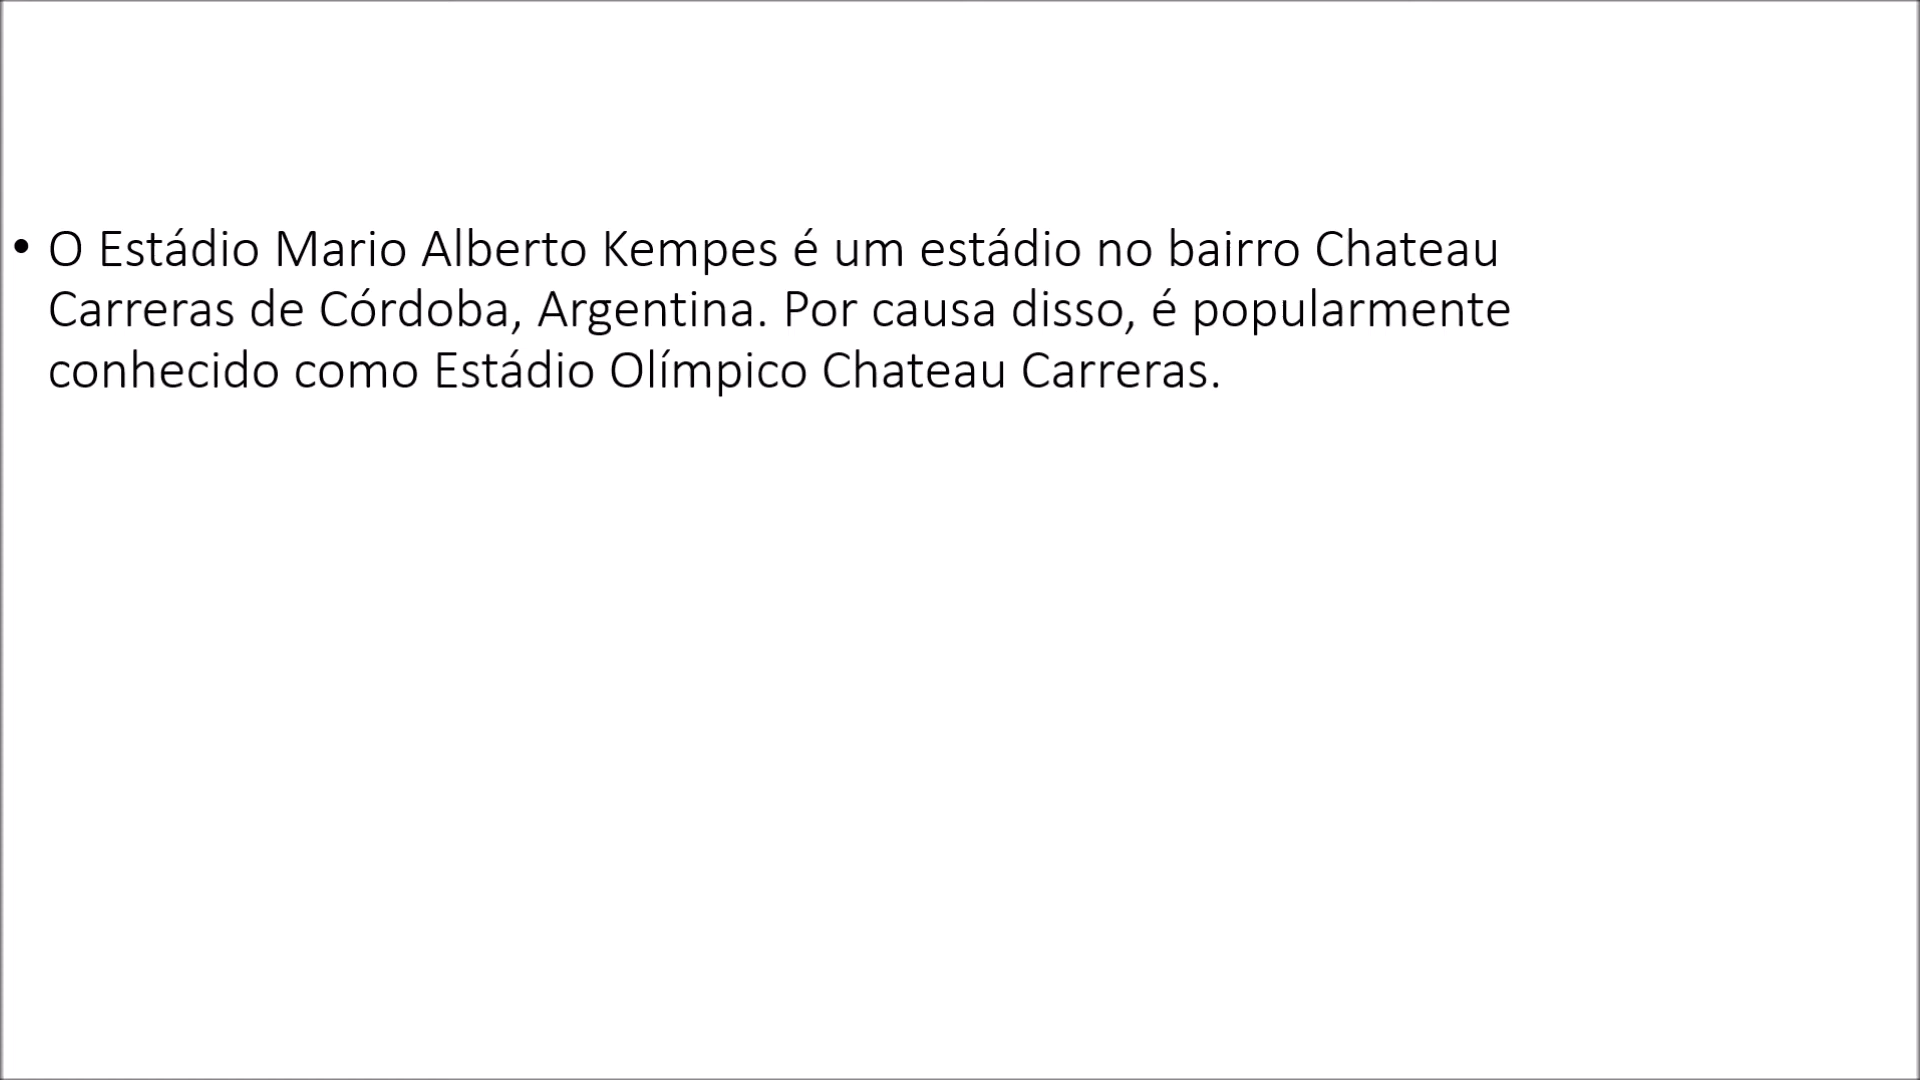 • O Estádio Mario Alberto Kempes é um estádio no bairro Chateau
Carreras de Córdoba, Argentina. Por causa disso, é popularmente
conhecido como Estádio Olímpico Chateau Carreras.